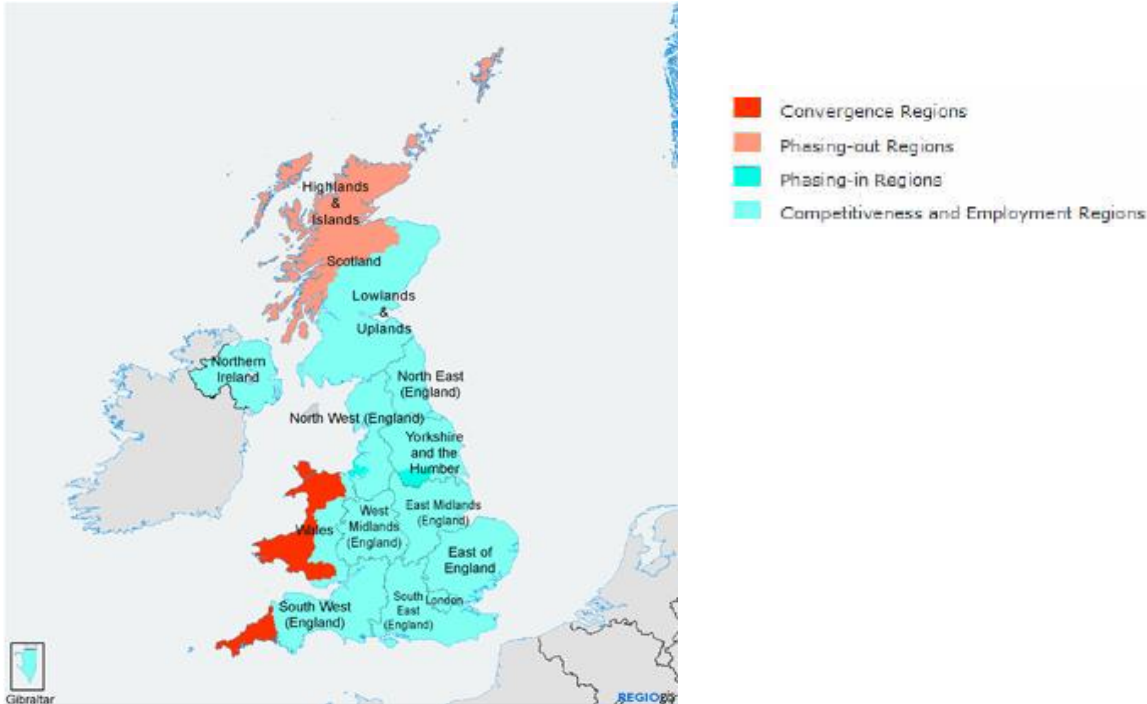 Highlands
&
Islands
Scotland
Lowlands
&
Uplands
Northern
Ireland
North East
(England)
North West (England)
Yorkshire
and the
Humber
Wales
West
Midlands
(England)
East Midlands
(England)
East of
England
South West
(England)
South
East
(England)
London
Gibraltar
REGIO
Convergence Regions
Phasing-out Regions
Phasing-in Regions
Competitiveness and Employment Regions